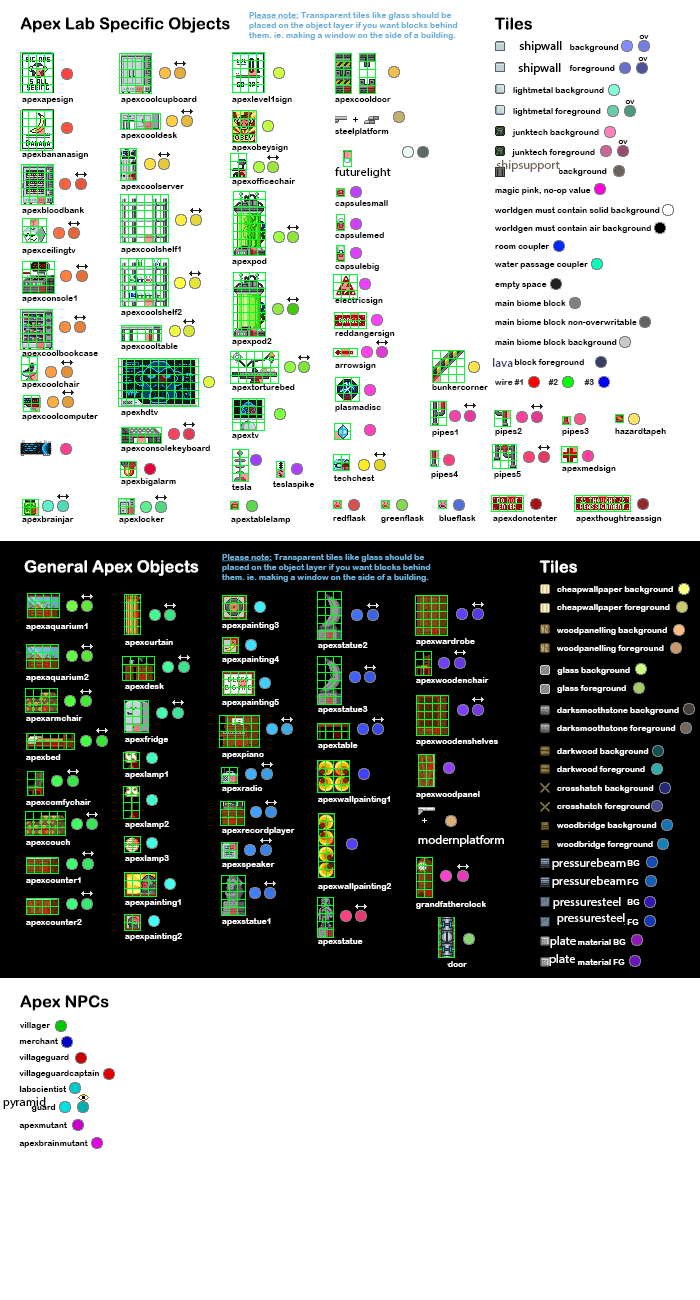 Apex Lab Specific Objects
Please note: Transparent tiles like glass should be
placed on the object layer if you want blocks behind
them. ie. making a window on the side of a building.
apexapesign
apexbananasign
apexbloodbank
apexceilingtv
apexconsole1
apexcoolbookcase
apexcoolchair
apexcoolcomputer
apexbrainjar
apexcoolcupboard
apexcooldesk
apexcoolserver
apexcoolshelf1
apexcoolshelf2
apexcooltable
apexhdtv
apexconsolekeyboard
apexbigalarm
apexlocker
apexlevel1sign
apexobeysign
OBEY
apexofficechair
apexpod
apexpod2
apextorturebed
apextv
tesla
teslaspike
apextablelamp
apexcooldoor
+
steelplatform
futurelight
capsulesmall
capsulemed
capsulebig
electricsign
DANGER
reddangersign
arrowsign
plasmadisc
techchest
redflask
greenflask
blueflask
bunkercorner
pipes1
pipes2
pipes3
hazardtapeh
pipes4
pipes5
apexmedsign
DO NOT
ENTER
apexdonotenter
apexthoughtreassign
Tiles
shipwall background
ov
shipwall foreground
ov
lightmetal background
lightmetal foreground
ov
junktech background
junktech foreground
ov
shipsupport
background
magic pink, no-op value
worldgen must contain solid background
worldgen must contain air background
room coupler
water passage coupler
empty space
main biome block
main biome block non-overwritable
main biome block background
lava block foreground
wire #1 #2 #3
General Apex Objects
Please note: Transparent tiles like glass should be
placed on the object layer if you want blocks behind
them. ie. making a window on the side of a building.
apexaquarium1
apexaquarium2
apexarmchair
apexbed
apexcomfychair
apexcouch
apexcounter1
apexcounter2
apexcurtain
apexdesk
apexfridge
apexlamp1
apexlamp2
apexlamp3
apexpainting1
apexpainting2
apexpainting3
apexpainting4
apexpainting5
apexpiano
apexradio
apexrecordplayer
apexspeaker
apexstatue1
apexstatue2
apexstatue3
apextable
apexwallpainting1
apexwallpainting2
apexstatue
apexwardrobe
apexwoodenchair
apexwoodenshelves
apexwoodpanel
+
modernplatform
grandfatherclock
door
Tiles
cheapwallpaper background
cheapwallpaper foreground
woodpanelling background
woodpanelling foreground
glass background
glass foreground
darksmoothstone background
darksmoothstone foreground
darkwood background
darkwood foreground
crosshatch background
crosshatch foreground
woodbridge background
woodbridge foreground
pressurebeam BG
pressurebeam FG
pressuresteel BG
pressuresteel FG
plate material BG
plate material FG
Apex NPCs
villager
merchant
villageguard
villageguardcaptain
labscientist
pyramid
guard
apexmutant
apexbrainmutant